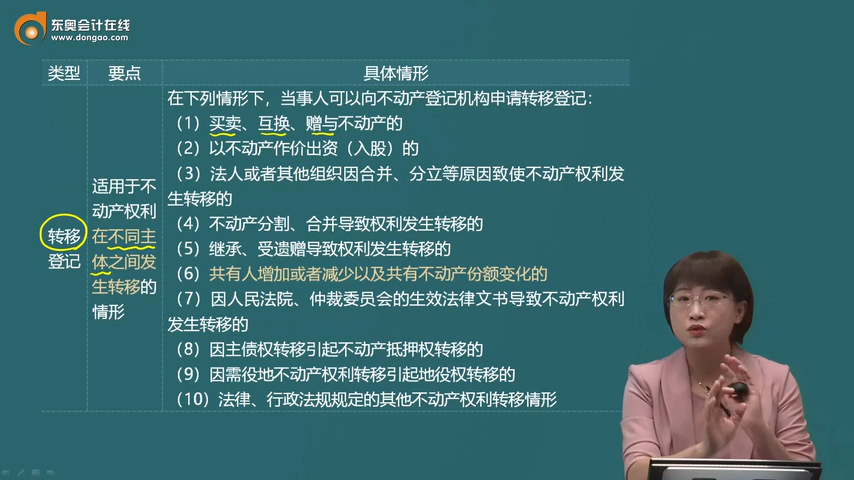 东奥会计在线
www.dongao.com
类型 要点 具体情形
转移
登记
适用于不
动产权利
在不同主
体之间发
生转移的
情形
在下列情形下，当事人可以向不动产登记机构申请转移登记：
（1）买卖、互换、赠与不动产的
（2）以不动产作价出资（入股）的
（3）法人或者其他组织因合并、分立等原因致使不动产权利发
生转移的
（4）不动产分割、合并导致权利发生转移的
（5）继承、受遗赠导致权利发生转移的
（6）共有人增加或者减少以及共有不动产份额变化的
（7）因人民法院、仲裁委员会的生效法律文书导致不动产权利
发生转移的
（8）因主债权转移引起不动产抵押权转移的
（9）因需役地不动产权利转移引起地役权转移的
（10）法律、行政法规规定的其他不动产权利转移情形